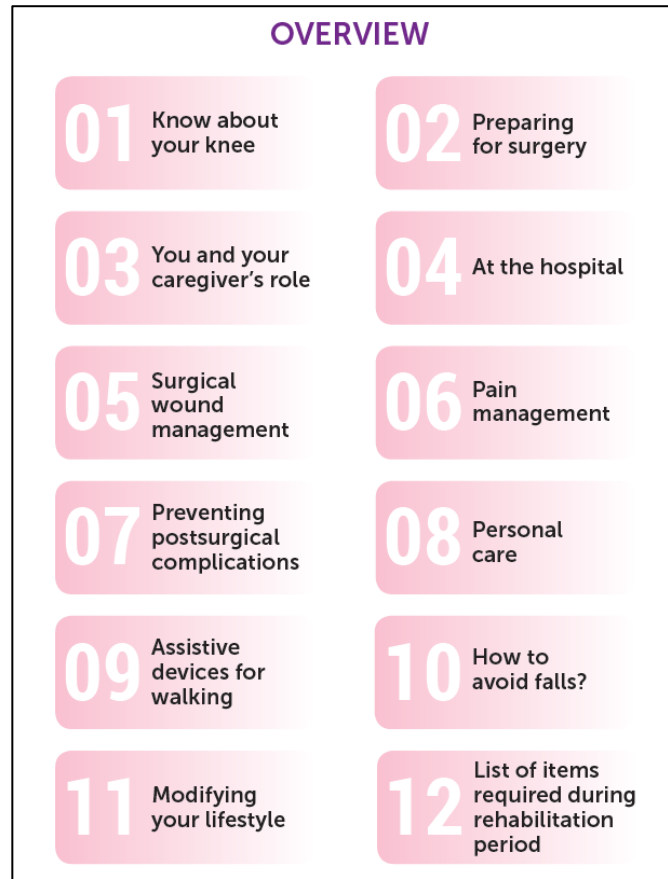 OVERVIEW
01
Know about
your knee
02
Preparing
for surgery
03
You and your
caregiver's role
04
At the hospital
05
Surgical
wound
management
06
Pain
management
07
Preventing
postsurgical
complications
08
Personal
care
09
Assistive
devices for
walking
10
How to
avoid falls?
11
Modifying
your lifestyle
12
List of items
required during
rehabilitation
period